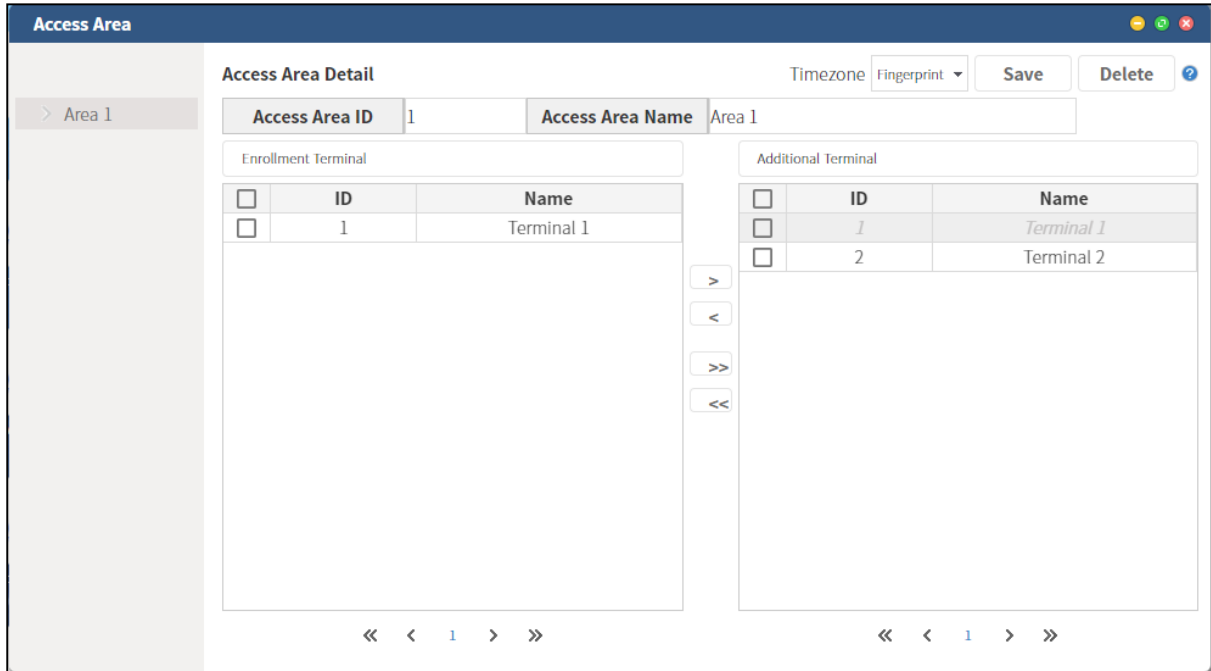 Access Area
Access Area Detail Timezone Fingerprint Save Delete ?
> Area 1
Access Area ID 1 Access Area Name Area 1
Enrollment Terminal
ID Name
1 Terminal 1
>
<
>>
<<
Additional Terminal
ID Name
1 Terminal 1
2 Terminal 2
« < 1 > »
« < 1 > »